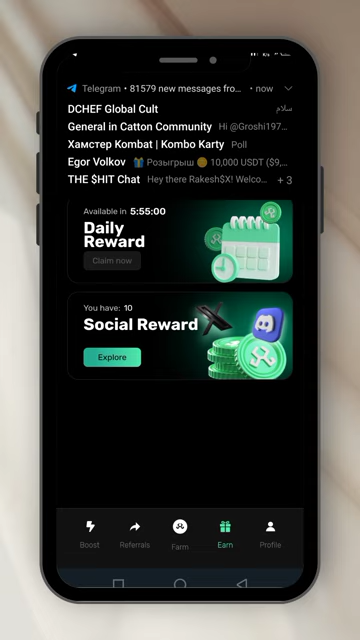 Telegram • 81579 new messages fro... • now
DCHEF Global Cult سلام
General in Catton Community Hi @Groshi197...
Хамстер Kombat | Kombo Karty Poll
Egor Volkov 🎁 Розыгрыш 🪙 10,000 USDT ($9,...
THE $HIT Chat Hey there Rakesh$X! Welco... + 3
Available in 5:55:00
Daily
Reward
Claim now
You have: 10
Social Reward
Explore
Boost Referrals Farm Earn Profile